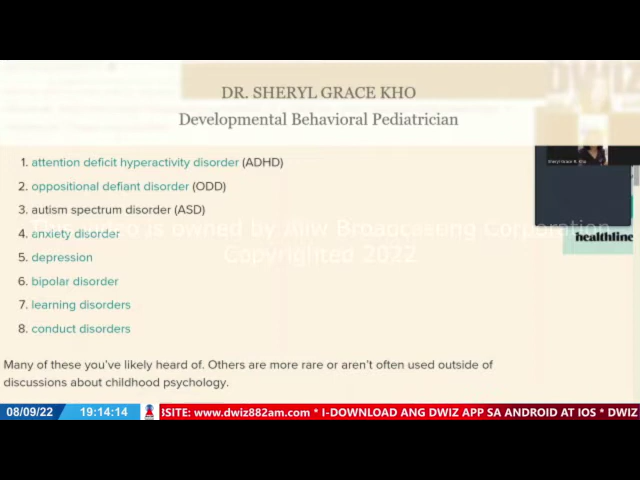 DWIZ
DR. SHERYL GRACE KHO
Developmental Behavioral Pediatrician
1. attention deficit hyperactivity disorder (ADHD)
2. oppositional defiant disorder (ODD)
3. autism spectrum disorder (ASD)
4. anxiety disorder
5. depression
6. bipolar disorder
7. learning disorders
8. conduct disorders
is owned by Aliw Broadcasting Corporation
Copyrighted 2022
healthline
Many of these you've likely heard of. Others are more rare or aren't often used outside of
discussions about childhood psychology.
08/09/22 19:14:14 BSITE: www.dwiz882am.com * I-DOWNLOAD ANG DWIZ APP SA ANDROID AT IOS * DWIZ